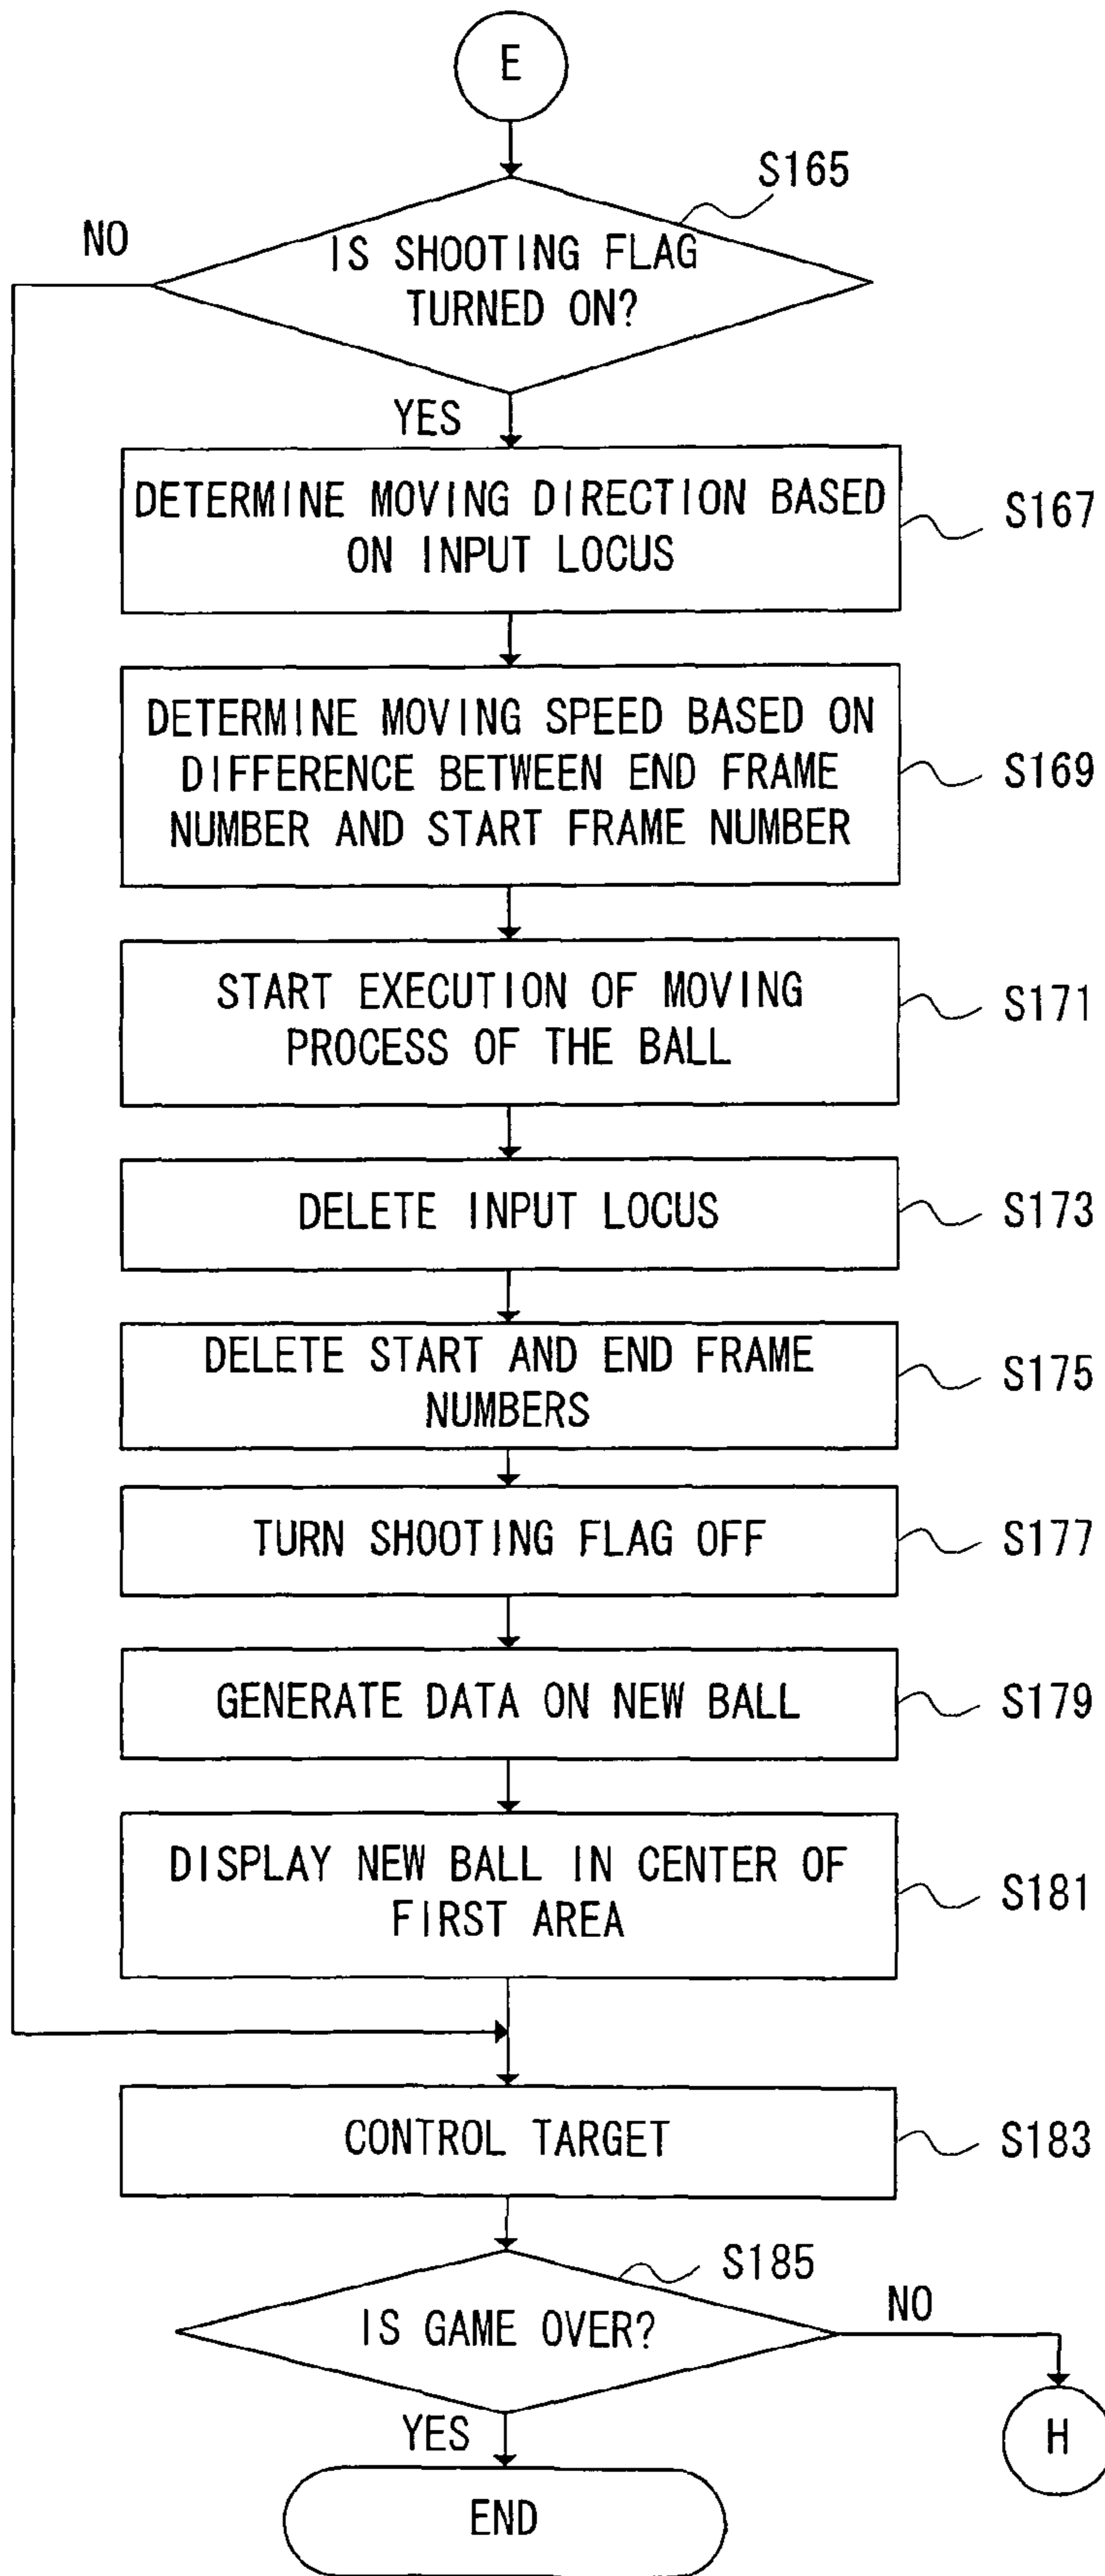 E
S165
NO
IS SHOOTING FLAG
TURNED ON?
YES
DETERMINE MOVING DIRECTION BASED
ON INPUT LOCUS
S167
DETERMINE MOVING SPEED BASED ON
DIFFERENCE BETWEEN END FRAME
NUMBER AND START FRAME NUMBER
S169
START EXECUTION OF MOVING
PROCESS OF THE BALL
S171
DELETE INPUT LOCUS
S173
DELETE START AND END FRAME
NUMBERS
S175
TURN SHOOTING FLAG OFF
S177
GENERATE DATA ON NEW BALL
S179
DISPLAY NEW BALL IN CENTER OF
FIRST AREA
S181
CONTROL TARGET
S183
S185
IS GAME OVER?
NO
YES
H
END